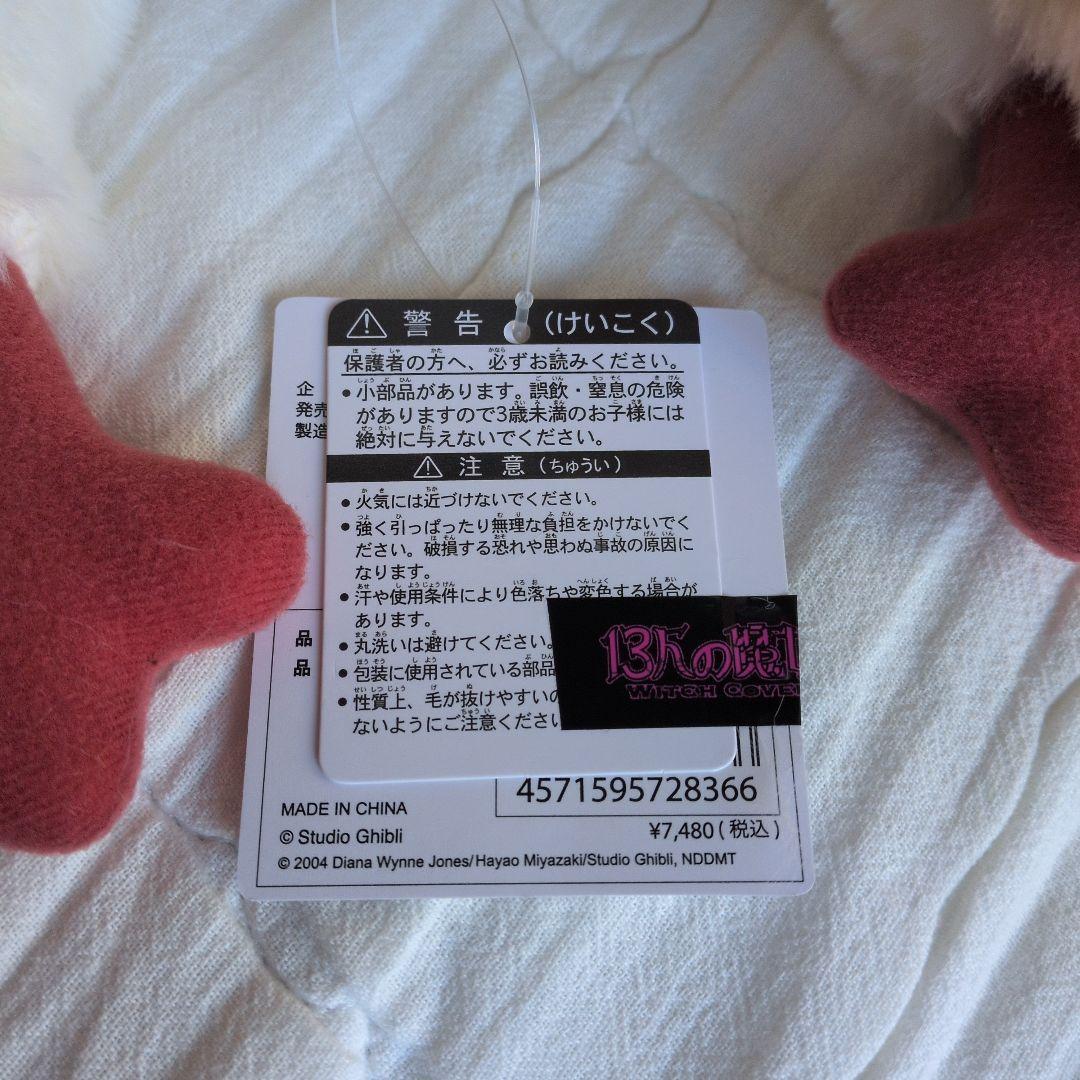 警告 (けいこく)
保護者の方へ、必ずお読みください。
• 小部品があります。誤飲・窒息の危険
がありますので3歳未満のお子様には
絶対に与えないでください。
注意 (ちゅうい)
• 火気には近づけないでください。
• 強く引っぱったり無理な負担をかけないでく
ださい。破損する恐れや思わぬ事故の原因に
なります。
• 汗や使用条件により色落ちや変色する場合が
あります。
• 丸洗いは避けてください。
• 包装に使用されている部品
• 性質上、毛が抜けやすいの
ないようにご注意ください
企
発売
製造
品
品
13人の
WITCH COVE
4571595728366
¥7,480(税込)
MADE IN CHINA
© Studio Ghibli
© 2004 Diana Wynne Jones/Hayao Miyazaki/Studio Ghibli, NDDMT